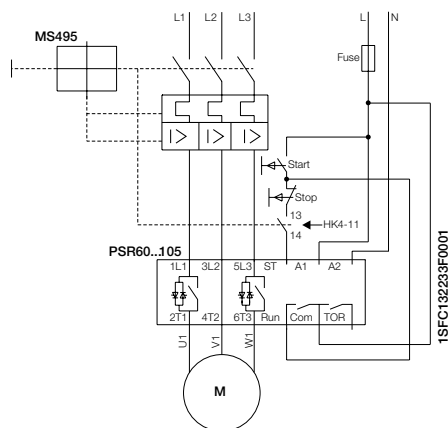 L1 L2 L3 L N
MS495
Fuse
Start
Stop
13
HK4-11
14
PSR60...105
1L1 3L2 5L3 ST A1 A2
2T1 4T2 6T3 Run Com TOR
U1 V1 W1
M
1SFC132233F0001